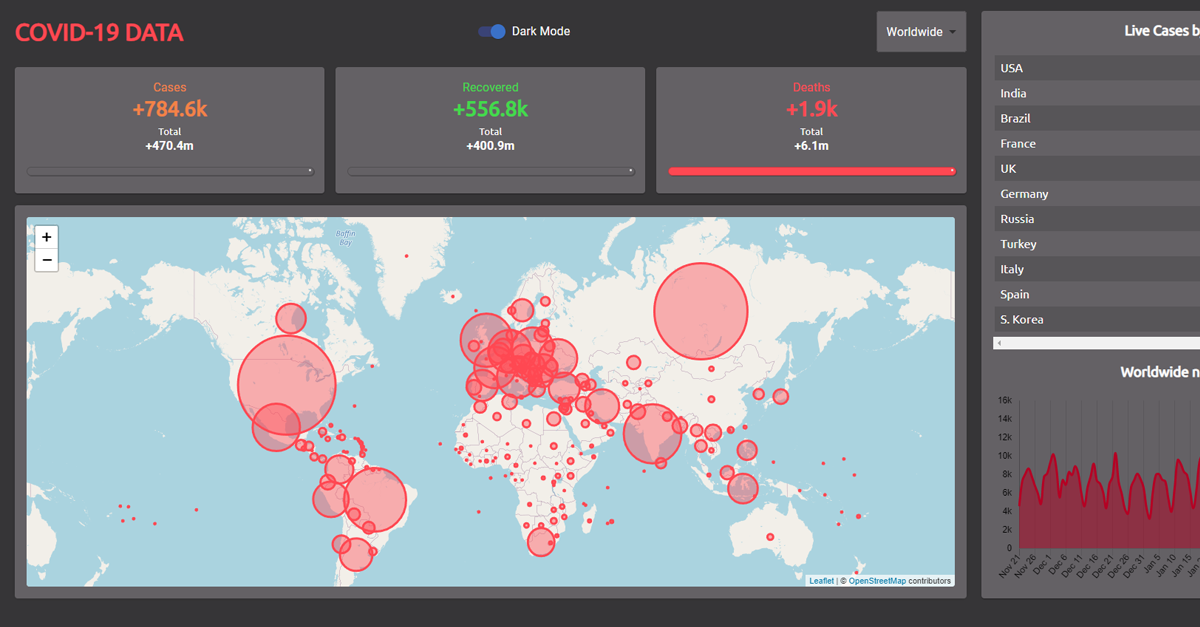 COVID-19 DATA
Dark Mode
Worldwide
Cases
+784.6k
Total
+470.4m
Recovered
+556.8k
Total
+400.9m
Deaths
+1.9k
Total
+6.1m
+
−
Baffin
Bay
Leaflet | © OpenStreetMap contributors
Live Cases b
USA
India
Brazil
France
UK
Germany
Russia
Turkey
Italy
Spain
S. Korea
Worldwide n
16k
14k
12k
10k
8k
6k
4k
2k
0
Nov 21
Nov 26
Dec 1
Dec 6
Dec 11
Dec 16
Dec 21
Dec 26
Dec 31
Jan 5
Jan 10
Jan 15